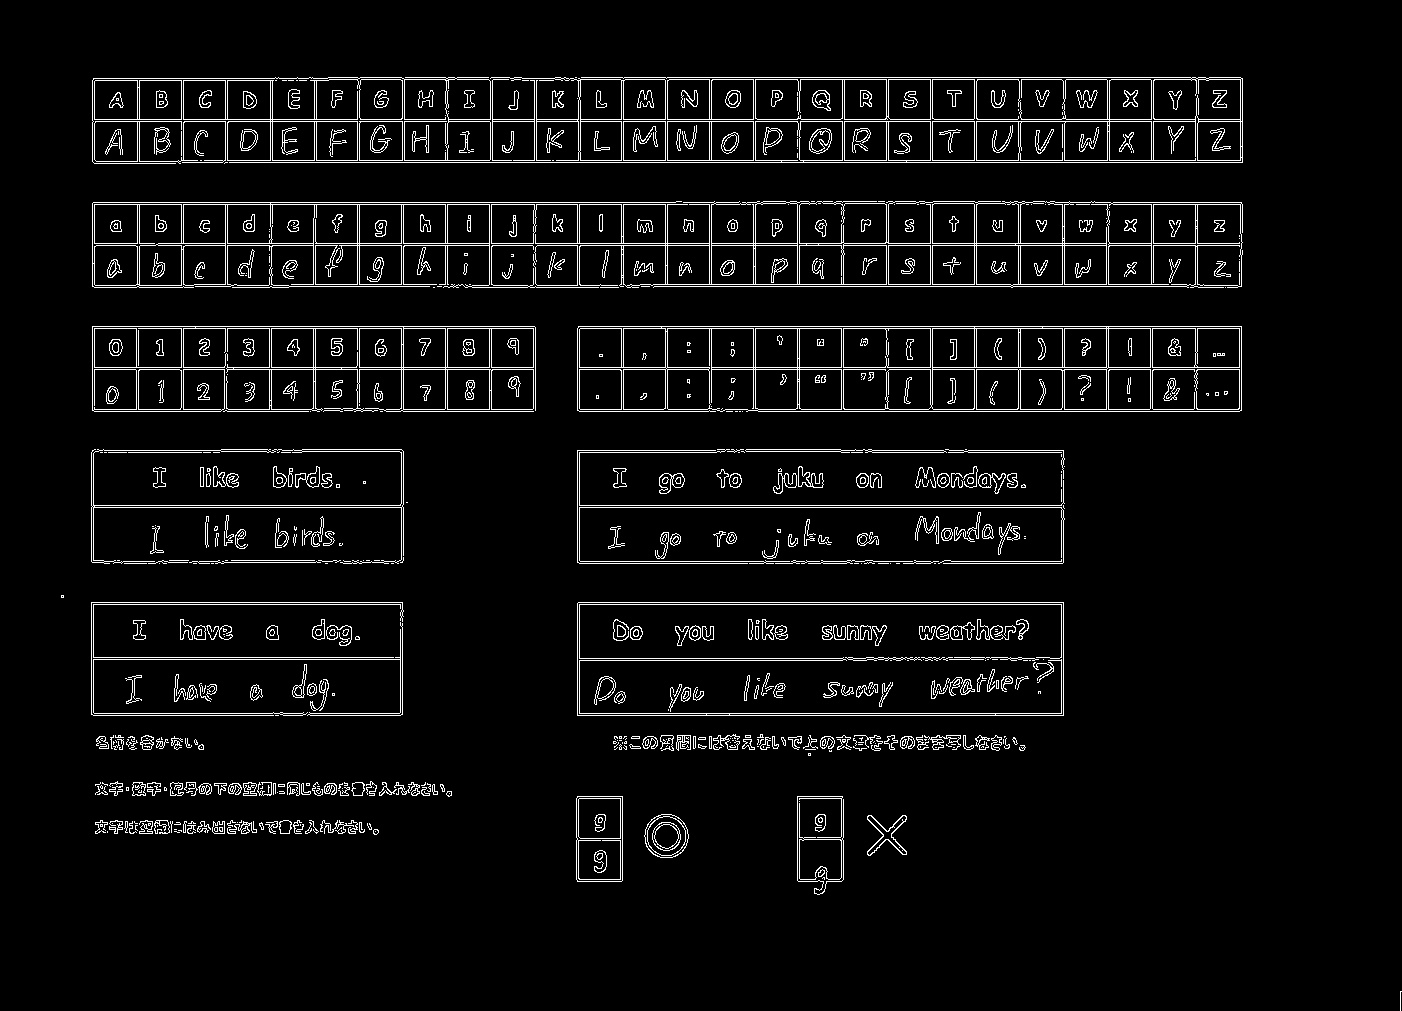 A B C D E F G H I J K L M N O P Q R S T U V W X Y Z
A B C D E F G H I J K L M N O P Q R S T U V W X Y Z
a b c d e f g h i j k l m n o p q r s t u v w x y z
a b c d e f g h i j k l m n o p q r s t u v w x y z
0 1 2 3 4 5 6 7 8 9
0 1 2 3 4 5 6 7 8 9
. , : ; ‘ “ ” [ ] ( ) ? ! & …
. , : ; ’ “ ” [ ] ( ) ? ! & …
I like birds.
I like birds.
I go to juku on Mondays.
I go to juku on Mondays.
I have a dog.
I have a dog.
Do you like sunny weather?
Do you like sunny weather?
名前を書かない。
※この質問には答えないで上の文章をそのまま写しなさい。
文字・数字・記号の下の空欄に同じものを書き入れなさい。
文字は空欄にはみ出さないで書き入れなさい。
g g
g g